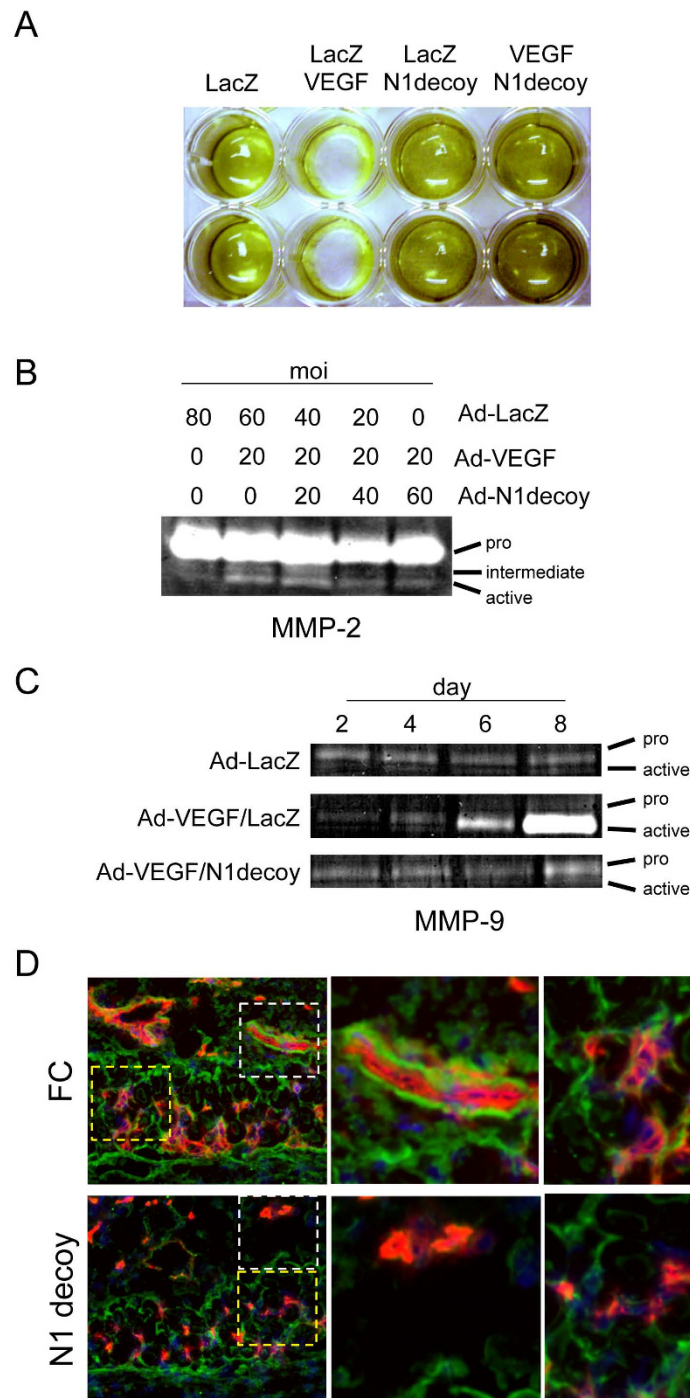 A
LacZ
LacZ
VEGF
LacZ
N1decoy
VEGF
N1decoy
B
moi
80 60 40 20 0 Ad-LacZ
0 20 20 20 20 Ad-VEGF
0 0 20 40 60 Ad-N1decoy
pro
intermediate
active
MMP-2
C
day
2 4 6 8
Ad-LacZ
pro
active
Ad-VEGF/LacZ
pro
active
Ad-VEGF/N1decoy
pro
active
MMP-9
D
FC
N1 decoy